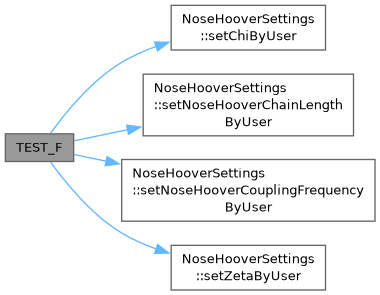 NoseHooverSettings
::setChiByUser
NoseHooverSettings
::setNoseHooverChainLength
ByUser
TEST_F
NoseHooverSettings
::setNoseHooverCouplingFrequency
ByUser
NoseHooverSettings
::setZetaByUser